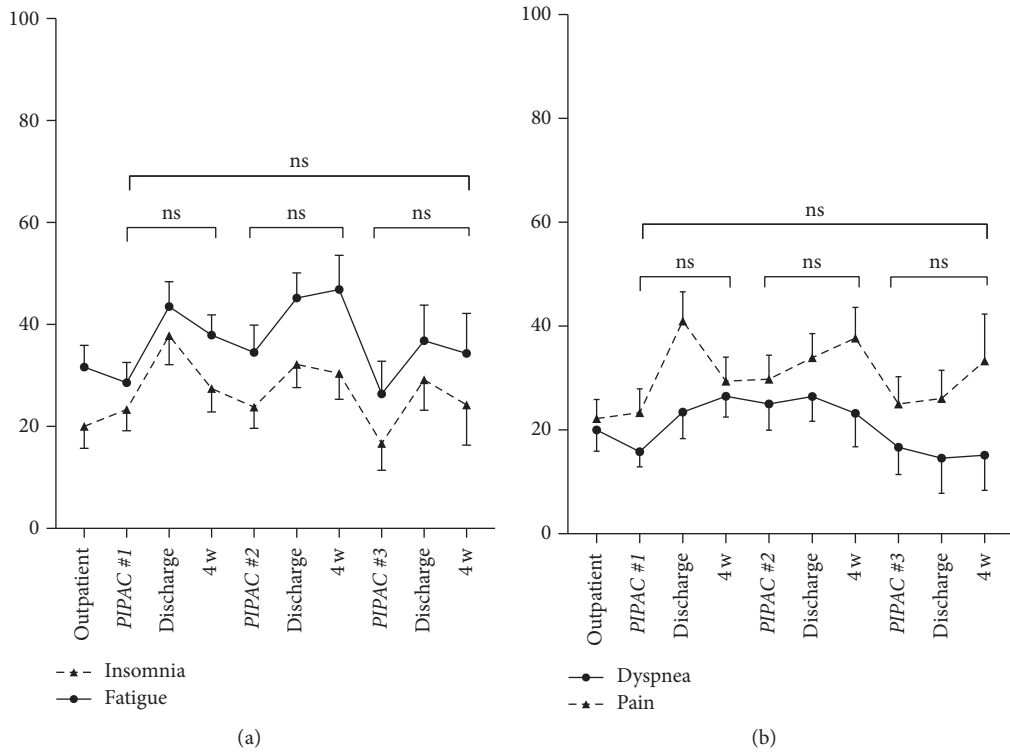 100
80
60
40
20
0
ns
ns
ns
ns
Outpatient
PIPAC #1
Discharge
4 w
PIPAC #2
Discharge
4 w
PIPAC #3
Discharge
4 w
Insomnia
Fatigue
(a)
100
80
60
40
20
0
ns
ns
ns
ns
Outpatient
PIPAC #1
Discharge
4 w
PIPAC #2
Discharge
4 w
PIPAC #3
Discharge
4 w
Dyspnea
Pain
(b)